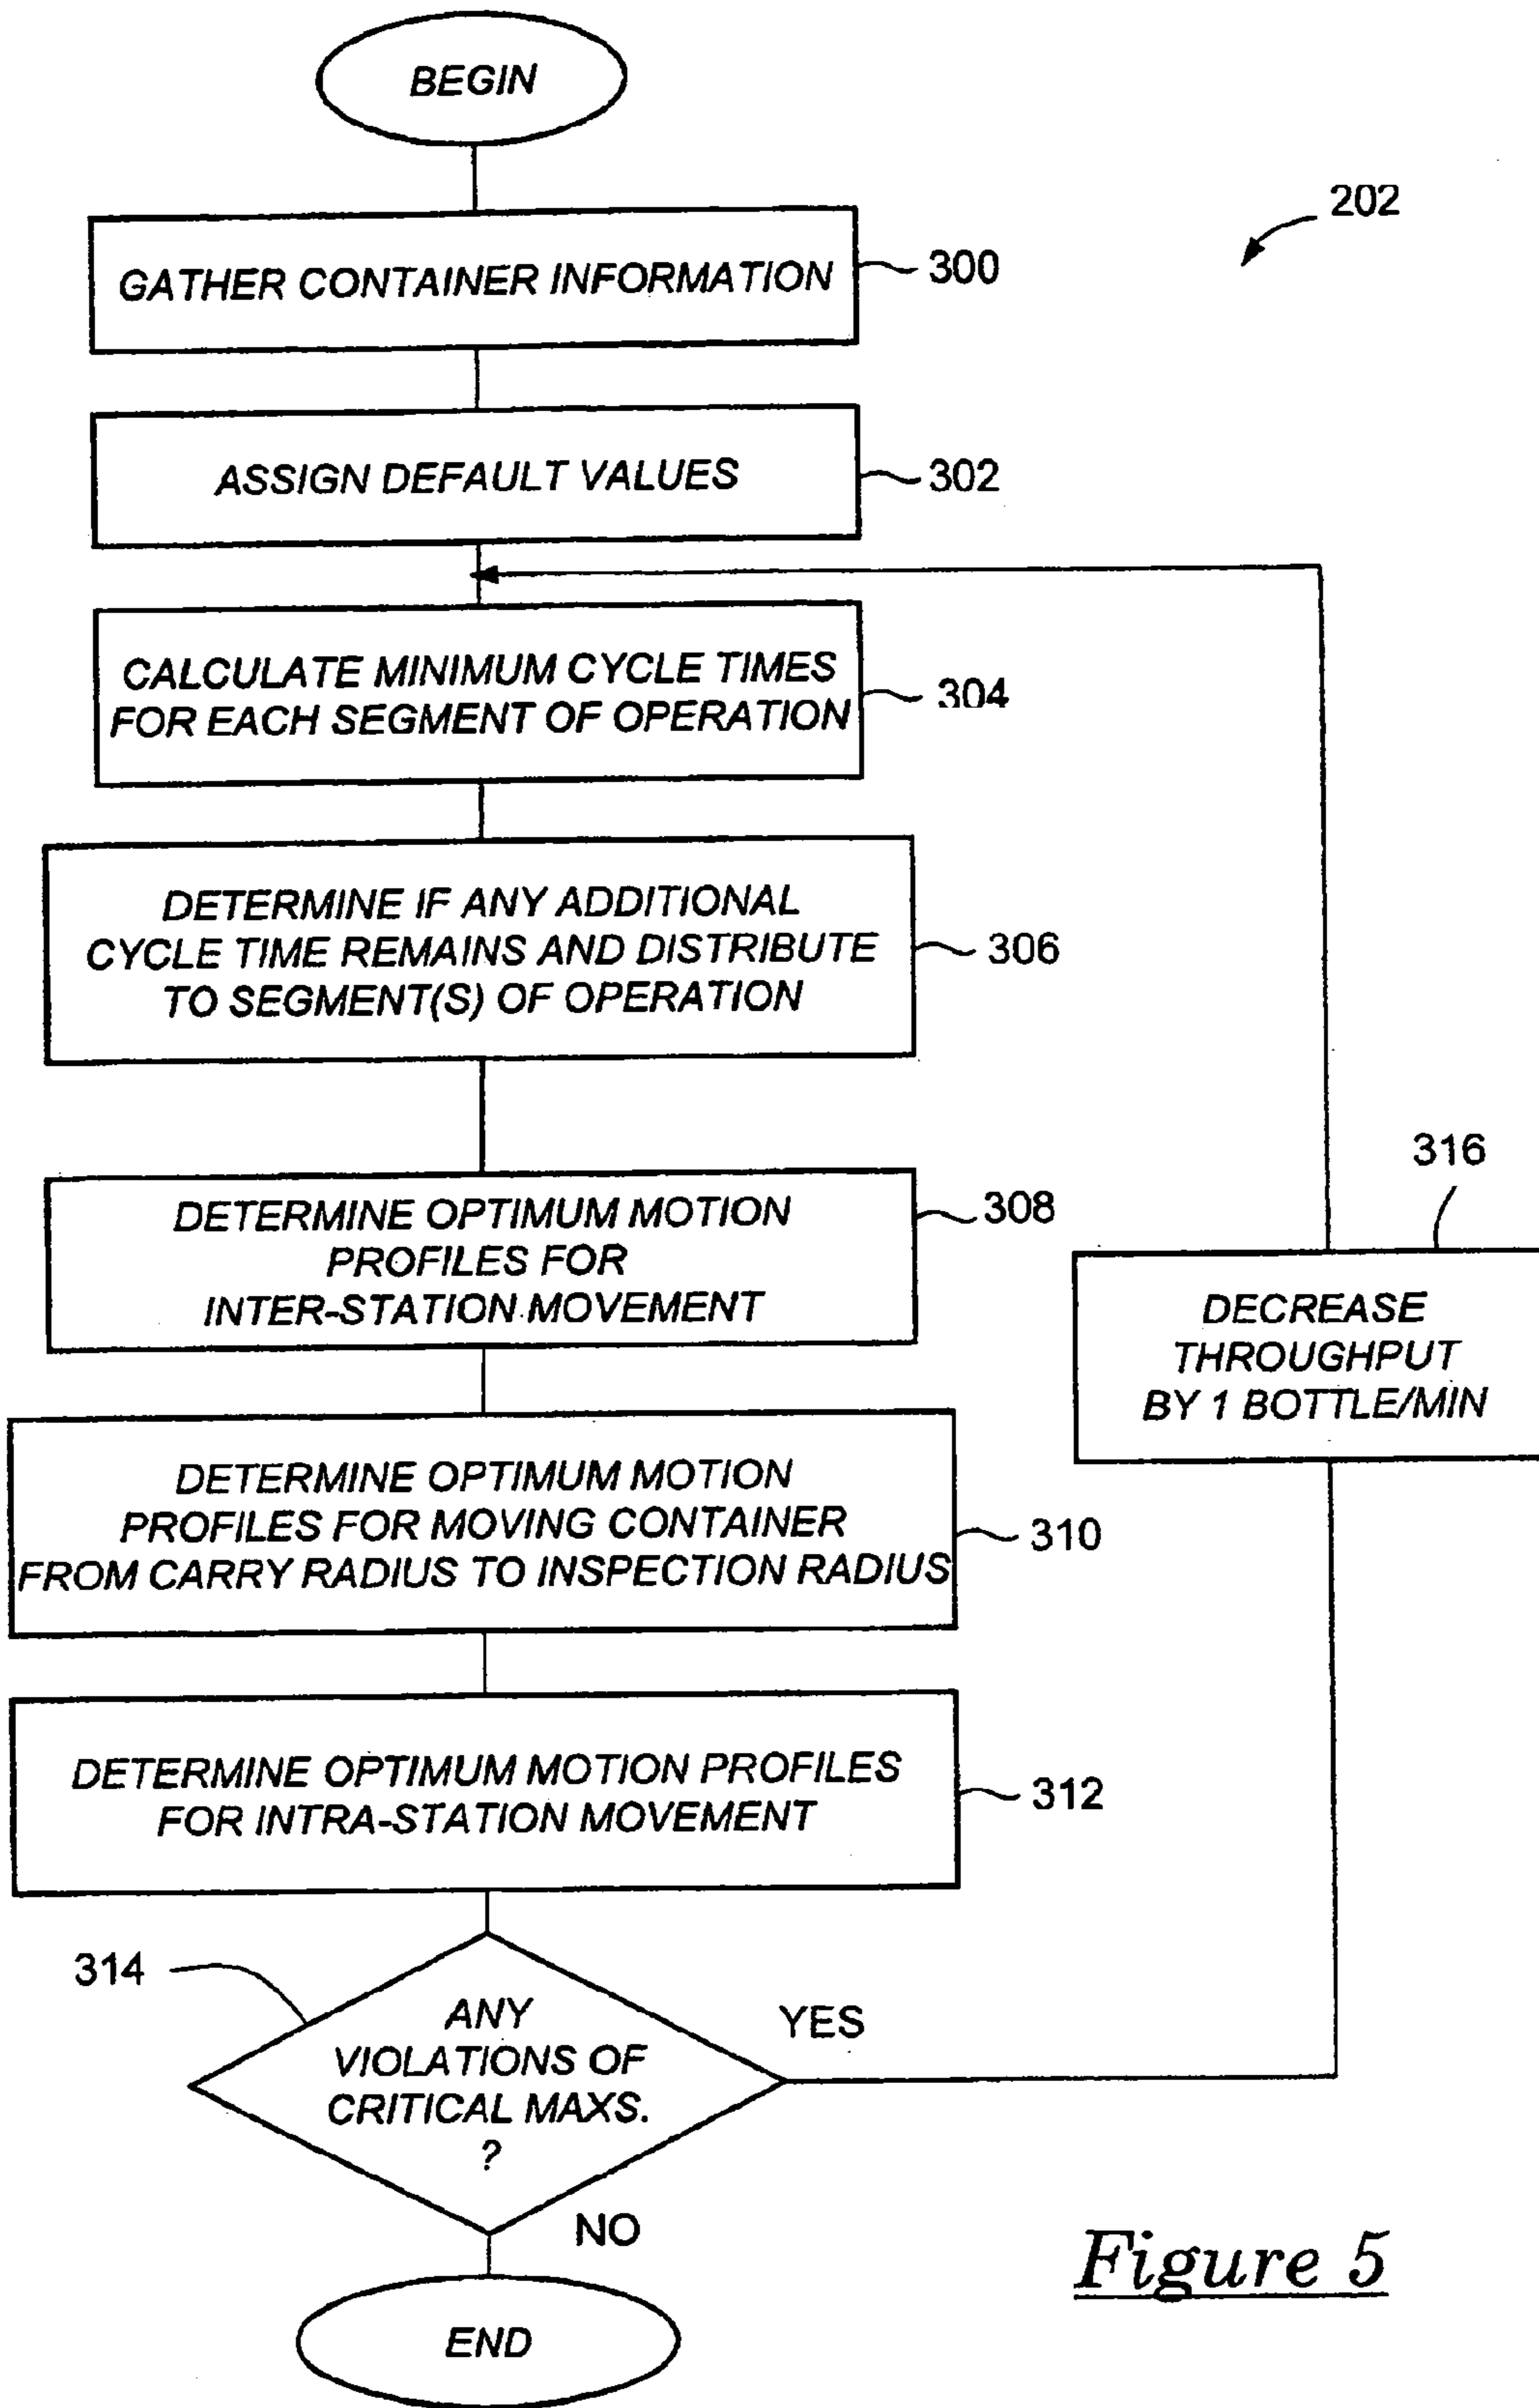 BEGIN
202
GATHER CONTAINER INFORMATION
300
ASSIGN DEFAULT VALUES
302
CALCULATE MINIMUM CYCLE TIMES
FOR EACH SEGMENT OF OPERATION
304
DETERMINE IF ANY ADDITIONAL
CYCLE TIME REMAINS AND DISTRIBUTE
TO SEGMENT(S) OF OPERATION
306
DETERMINE OPTIMUM MOTION
PROFILES FOR
INTER-STATION MOVEMENT
308
316
DECREASE
THROUGHPUT
BY 1 BOTTLE/MIN
DETERMINE OPTIMUM MOTION
PROFILES FOR MOVING CONTAINER
FROM CARRY RADIUS TO INSPECTION RADIUS
310
DETERMINE OPTIMUM MOTION PROFILES
FOR INTRA-STATION MOVEMENT
312
314
ANY
VIOLATIONS OF
CRITICAL MAXS.
?
YES
NO
END
Figure 5